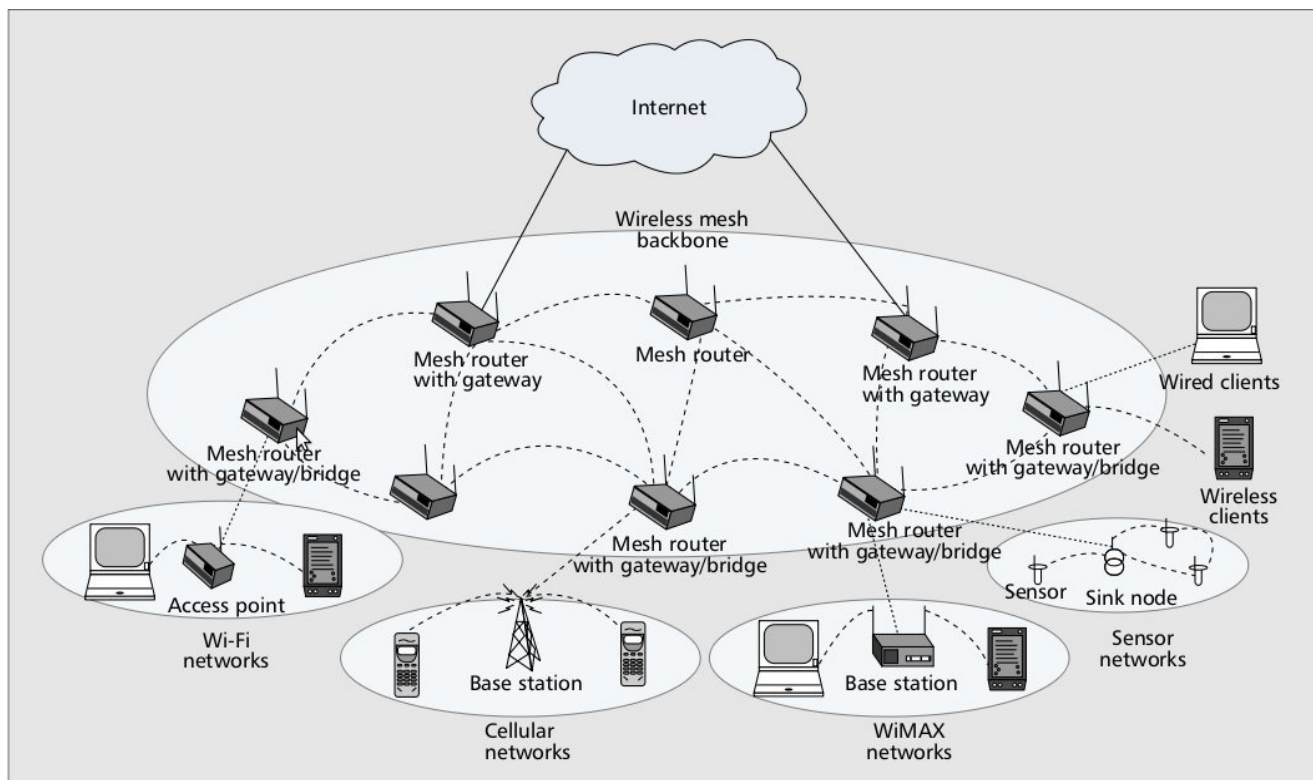 Internet
Wireless mesh
backbone
Mesh router
with gateway
Mesh router
Mesh router
with gateway
Wired clients
Mesh router
with gateway/bridge
Mesh router
with gateway/bridge
Wireless
clients
Mesh router
with gateway/bridge
Mesh router
with gateway/bridge
Access point
Wi-Fi
networks
Base station
Cellular
networks
Base station
WiMAX
networks
Sensor
Sink node
Sensor
networks